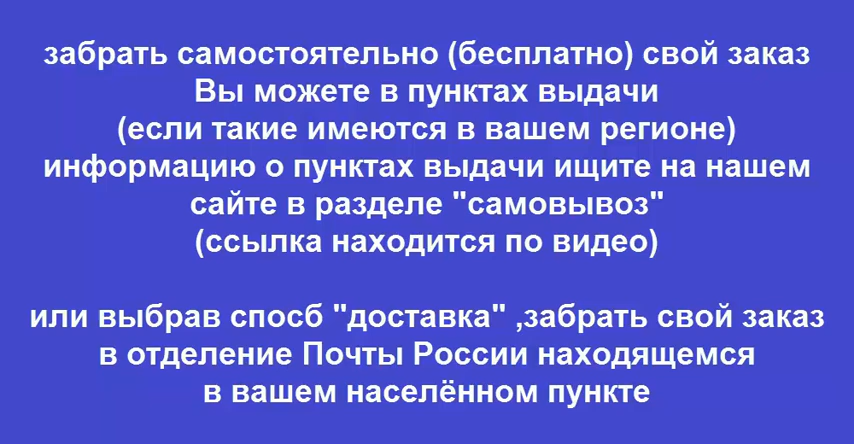 забрать самостоятельно (бесплатно) свой заказ
Вы можете в пунктах выдачи
(если такие имеются в вашем регионе)
информацию о пунктах выдачи ищите на нашем
сайте в разделе "самовывоз"
(ссылка находится по видео)
или выбрав спосб "доставка" ,забрать свой заказ
в отделение Почты России находящемся
в вашем населённом пункте